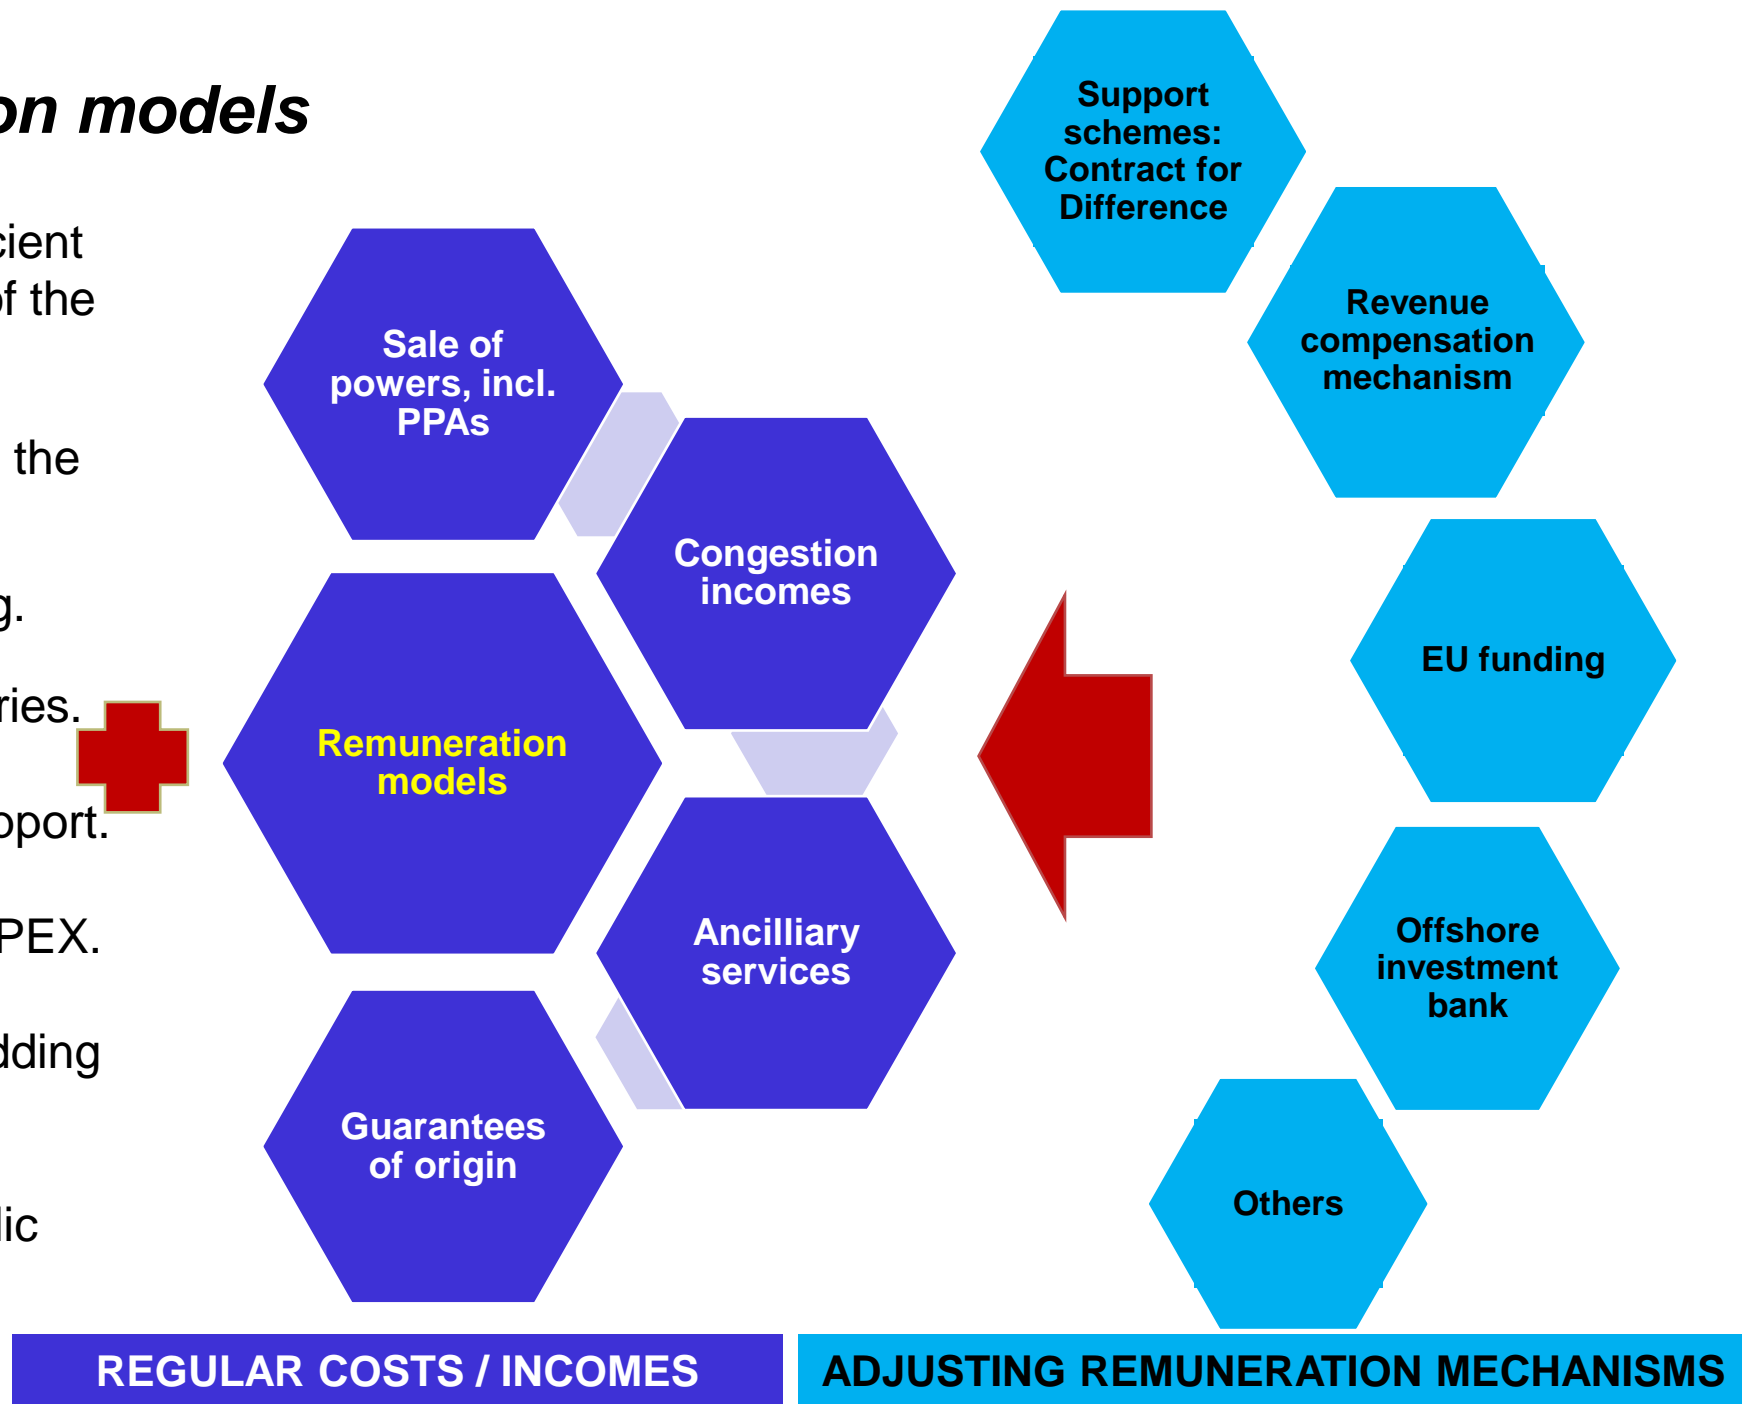 on models
cient
of the
the
g.
ries.
pport.
PEX.
dding
lic
Sale of
powers, incl.
PPAs
Congestion
incomes
Remuneration
models
Ancilliary
services
Guarantees
of origin
Support
schemes:
Contract for
Difference
Revenue
compensation
mechanism
EU funding
Offshore
investment
bank
Others
REGULAR COSTS / INCOMES
ADJUSTING REMUNERATION MECHANISMS